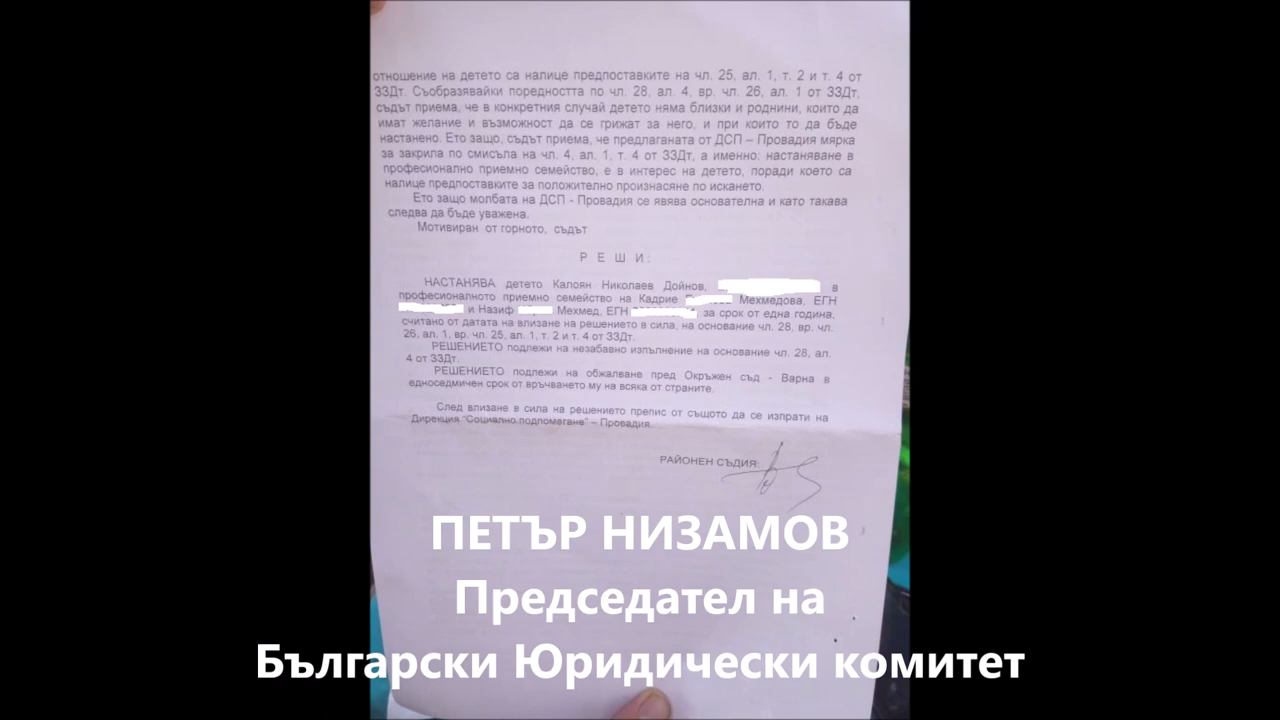 отношение на детето са налице предпоставките на чл. 25, ал. 1, т. 2 и т. 4 от
ЗЗДт. Съобразявайки поредността по чл. 28, ал. 4, вр. чл. 26, ал. 1 от ЗЗДт,
съдът приема, че в конкретния случай детето няма близки и роднини, които да
имат желание и възможност да се грижат за него, и при които то да бъде
настанено. Ето защо, съдът приема, че предлаганата от ДСП – Провадия мярка
за закрила по смисъла на чл. 4, ал. 1, т. 4 от ЗЗДт, а именно: настаняване в
професионално приемно семейство, е в интерес на детето, поради което са
налице предпоставките за положително произнасяне по искането.
Ето защо молбата на ДСП - Провадия се явява основателна и като такава
следва да бъде уважена.
Мотивиран от горното, съдът
Р Е Ш И:
НАСТАНЯВА детето Калоян Николаев Дойнов, в
професионалното приемно семейство на Кадрие Мехмедова, ЕГН
и Назиф Мехмед, ЕГН за срок от една година,
считано от датата на влизане на решението в сила, на основание чл. 28, вр. чл.
26, ал. 1, вр. чл. 25, ал. 1, т. 2 и т. 4 от ЗЗДт.
РЕШЕНИЕТО подлежи на незабавно изпълнение на основание чл. 28, ал.
4 от ЗЗДт.
РЕШЕНИЕТО подлежи на обжалване пред Окръжен съд - Варна в
едноседмичен срок от връчването му на всяка от страните.
След влизане в сила на решението препис от същото да се изпрати на
Дирекция "Социално подпомагане" – Провадия.
РАЙОНЕН СЪДИЯ:
ПЕТЪР НИЗАМОВ
Председател на
Български Юридически комитет